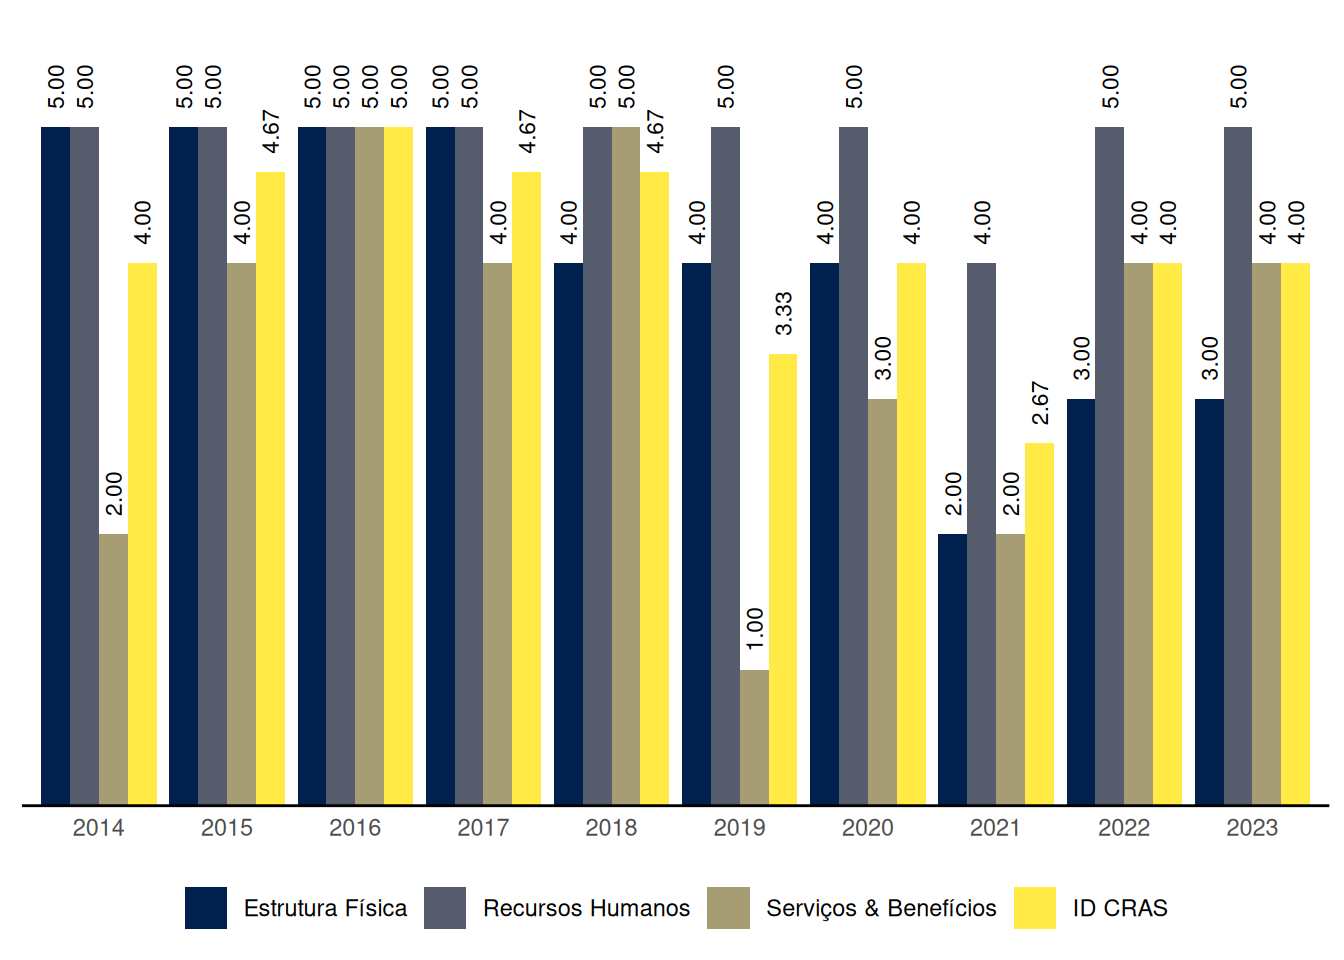 5.00 5.00 2.00 4.00
5.00 5.00 4.00 4.67
5.00 5.00 5.00 5.00
5.00 5.00 4.00 4.67
4.00 5.00 5.00 4.67
4.00 5.00 1.00 3.33
4.00 5.00 3.00 4.00
2.00 4.00 2.00 2.67
3.00 5.00 4.00 4.00
3.00 5.00 4.00 4.00
2014 2015 2016 2017 2018 2019 2020 2021 2022 2023
Estrutura Física Recursos Humanos Serviços & Benefícios ID CRAS